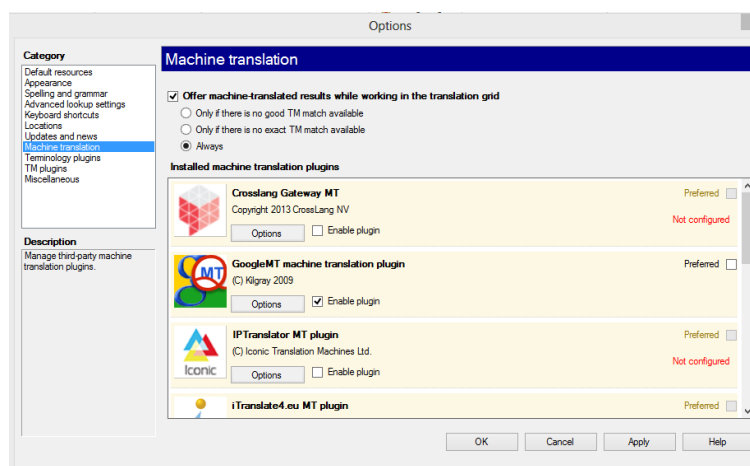 Options
Category
Default resources
Appearance
Spelling and grammar
Advanced lookup settings
Keyboard shortcuts
Locations
Updates and news
Machine translation
Terminology plugins
TM plugins
Miscellaneous
Description
Manage third-party machine
translation plugins.
Machine translation
Offer machine-translated results while working in the translation grid
Only if there is no good TM match available
Only if there is no exact TM match available
Always
Installed machine translation plugins
Crosslang Gateway MT
Preferred
Copyright 2013 CrossLang NV
Not configured
Options
Enable plugin
MT
GoogleMT machine translation plugin
Preferred
(C) Kilgray 2009
Options
Enable plugin
Iconic
IPTranslator MT plugin
Preferred
(C) Iconic Translation Machines Ltd.
Not configured
Options
Enable plugin
iTranslate4.eu MT plugin
Preferred
OK
Cancel
Apply
Help